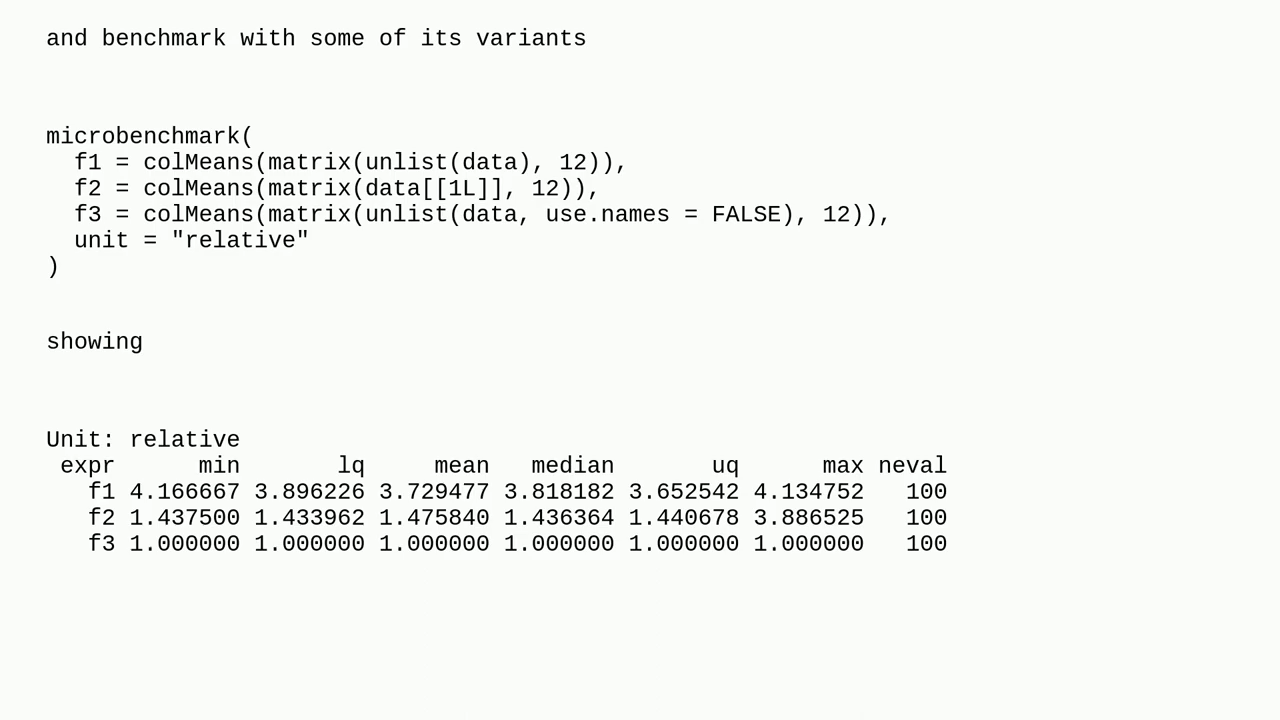 and benchmark with some of its variants
microbenchmark(
  f1 = colMeans(matrix(unlist(data), 12)),
  f2 = colMeans(matrix(data[[1L]], 12)),
  f3 = colMeans(matrix(unlist(data, use.names = FALSE), 12)),
  unit = "relative"
)
showing
Unit: relative
 expr      min       lq     mean   median       uq      max neval
   f1 4.166667 3.896226 3.729477 3.818182 3.652542 4.134752   100
   f2 1.437500 1.433962 1.475840 1.436364 1.440678 3.886525   100
   f3 1.000000 1.000000 1.000000 1.000000 1.000000 1.000000   100